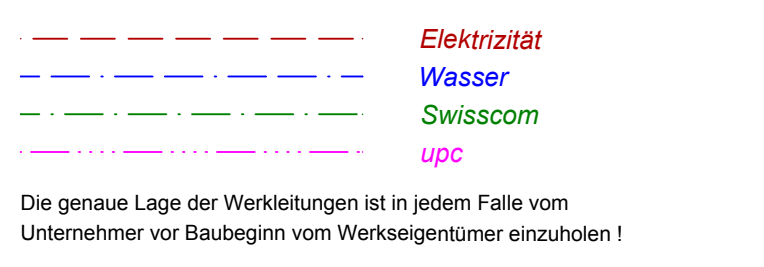 Elektrizität
Wasser
Swisscom
upc
Die genaue Lage der Werkleitungen ist in jedem Falle vom
Unternehmer vor Baubeginn vom Werkseigentümer einzuholen !